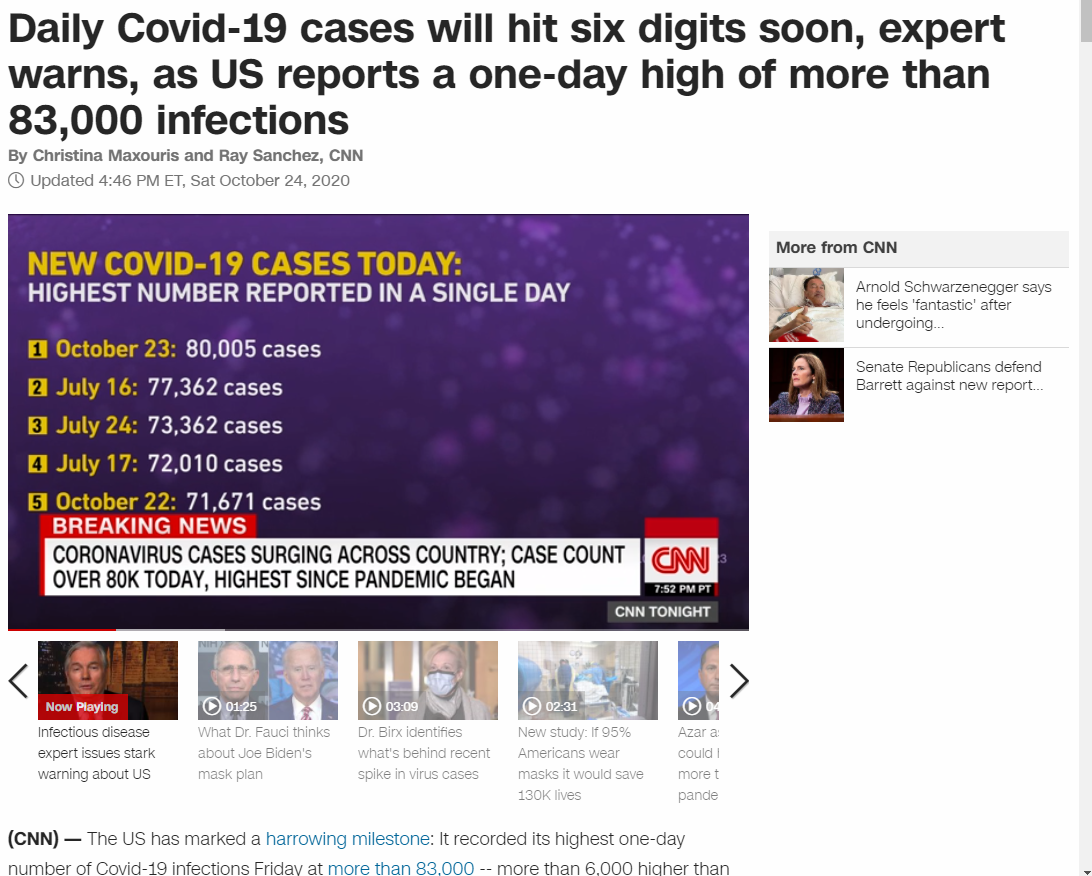 Daily Covid-19 cases will hit six digits soon, expert
warns, as US reports a one-day high of more than
83,000 infections
By Christina Maxouris and Ray Sanchez, CNN
Updated 4:46 PM ET, Sat October 24, 2020
NEW COVID-19 CASES TODAY:
HIGHEST NUMBER REPORTED IN A SINGLE DAY
1 October 23: 80,005 cases
2 July 16: 77,362 cases
3 July 24: 73,362 cases
4 July 17: 72,010 cases
5 October 22: 71,671 cases
BREAKING NEWS
CORONAVIRUS CASES SURGING ACROSS COUNTRY; CASE COUNT
OVER 80K TODAY, HIGHEST SINCE PANDEMIC BEGAN
CNN
7:52 PM PT
CNN TONIGHT
More from CNN
Arnold Schwarzenegger says
he feels 'fantastic' after
undergoing...
Senate Republicans defend
Barrett against new report...
Now Playing
Infectious disease
expert issues stark
warning about US
01:25
What Dr. Fauci thinks
about Joe Biden's
mask plan
03:09
Dr. Birx identifies
what's behind recent
spike in virus cases
02:31
New study: If 95%
Americans wear
masks it would save
130K lives
04
Azar
could
more t
pande
(CNN) — The US has marked a harrowing milestone: It recorded its highest one-day
number of Covid-19 infections Friday at more than 83,000 -- more than 6,000 higher than